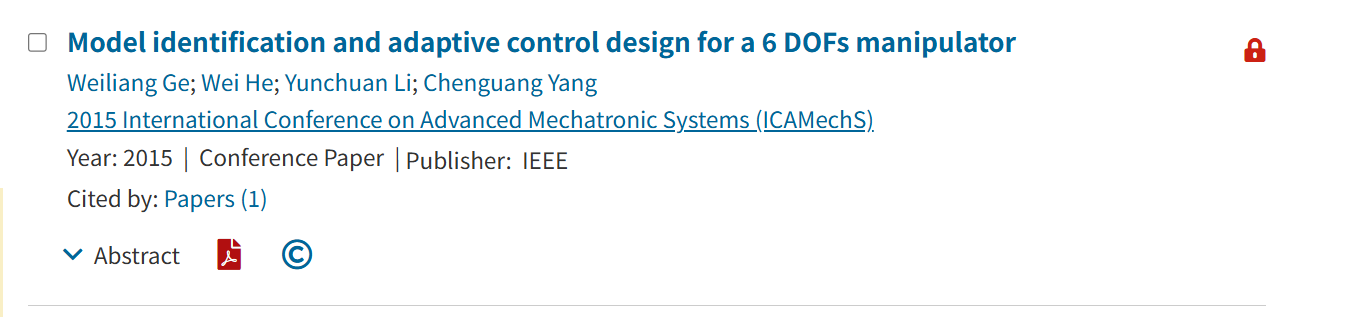 Model identification and adaptive control design for a 6 DOFs manipulator
Weiliang Ge; Wei He; Yunchuan Li; Chenguang Yang
2015 International Conference on Advanced Mechatronic Systems (ICAMechS)
Year: 2015 | Conference Paper | Publisher: IEEE
Cited by: Papers (1)
Abstract ©